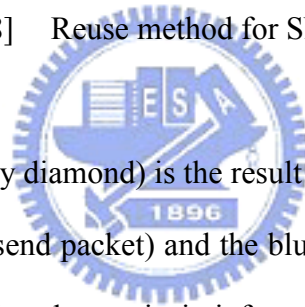 ] Reuse method for S
E S
y diamond) is the result
1896
send packet) and the blu